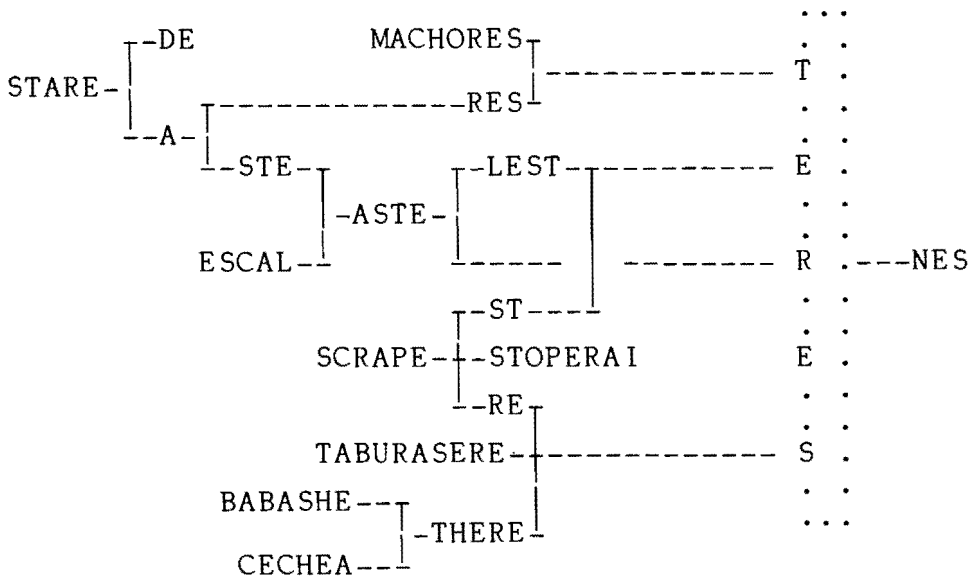 DE
MACHORES
STARE T
RES
A
STE LEST E
ASTE
ESCAL R NES
ST
SCRAPE STOPERAI E
RE
TABURASERE S
BABASHE
THERE
CECHEA